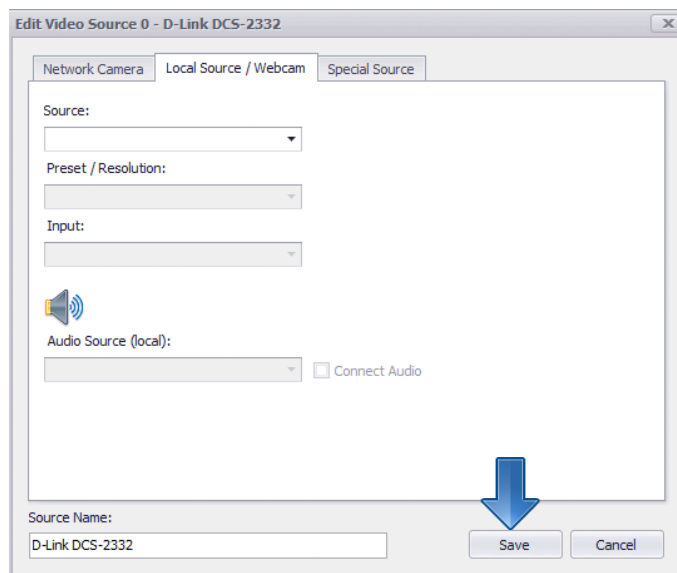 Edit Video Source 0 - D-Link DCS-2332
Network Camera Local Source / Webcam Special Source
Source:
Preset / Resolution:
Input:
Audio Source (local):
Connect Audio
Source Name:
D-Link DCS-2332
Save Cancel